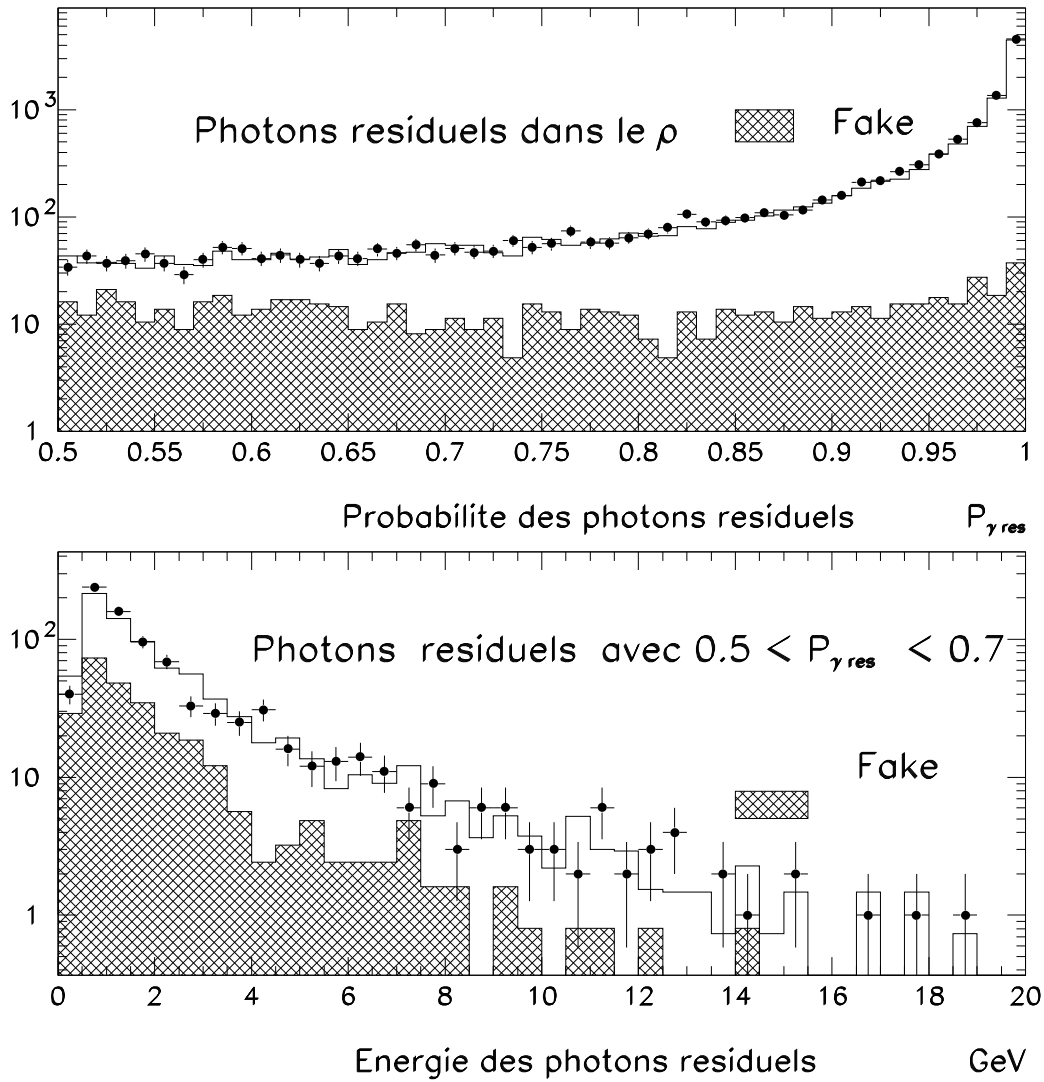 10³
10²
10
1
Photons residuels dans le ρ
Fake
0.5 0.55 0.6 0.65 0.7 0.75 0.8 0.85 0.9 0.95 1
Probabilite des photons residuels P γ res
10²
10
1
Photons residuels avec 0.5 < P γ res < 0.7
Fake
0 2 4 6 8 10 12 14 16 18 20
Energie des photons residuels GeV